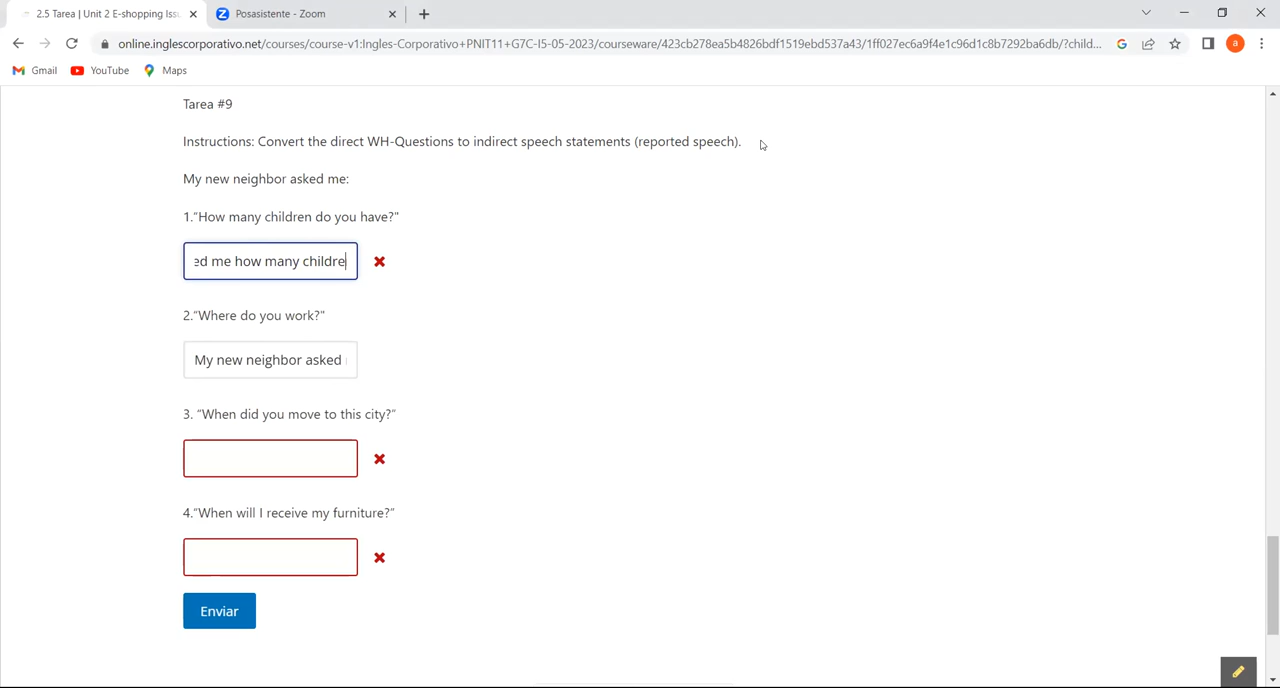 2.5 Tarea | Unit 2 E-shopping Iss
Posasistente - Zoom
online.inglescorporativo.net/courses/course-v1:Ingles-Corporativo+PNIT11+G7C-I5-05-2023/courseware/423cb278ea5b4826bdf1519ebd537a43/1ff027ec6a9f4e1c96d1c8b7292ba6db/?child...
a
Gmail
YouTube
Maps
Tarea #9
Instructions: Convert the direct WH-Questions to indirect speech statements (reported speech).
My new neighbor asked me:
1."How many children do you have?"
ed me how many childre
2."Where do you work?"
My new neighbor asked
3. "When did you move to this city?"
4."When will I receive my furniture?"
Enviar